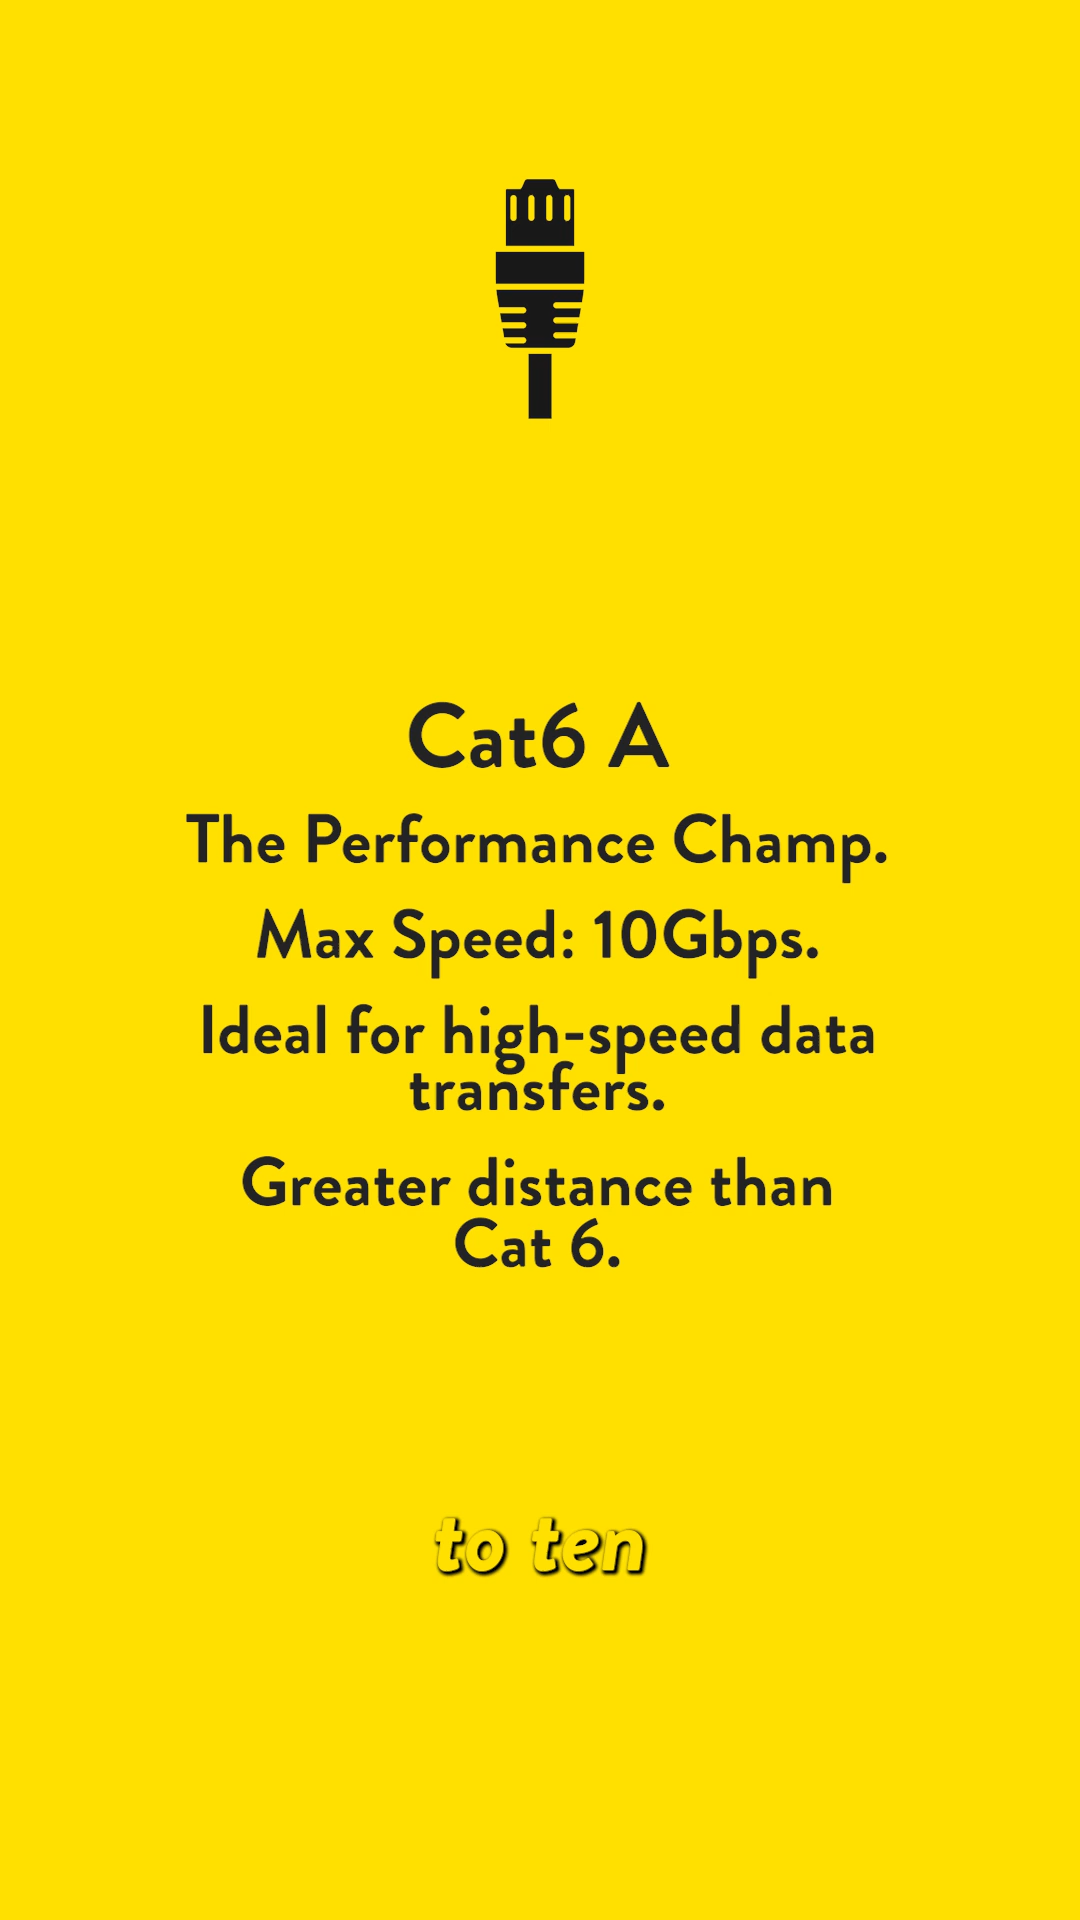 Cat6 A
The Performance Champ.
Max Speed: 10Gbps.
Ideal for high-speed data
transfers.
Greater distance than
Cat 6.
to ten